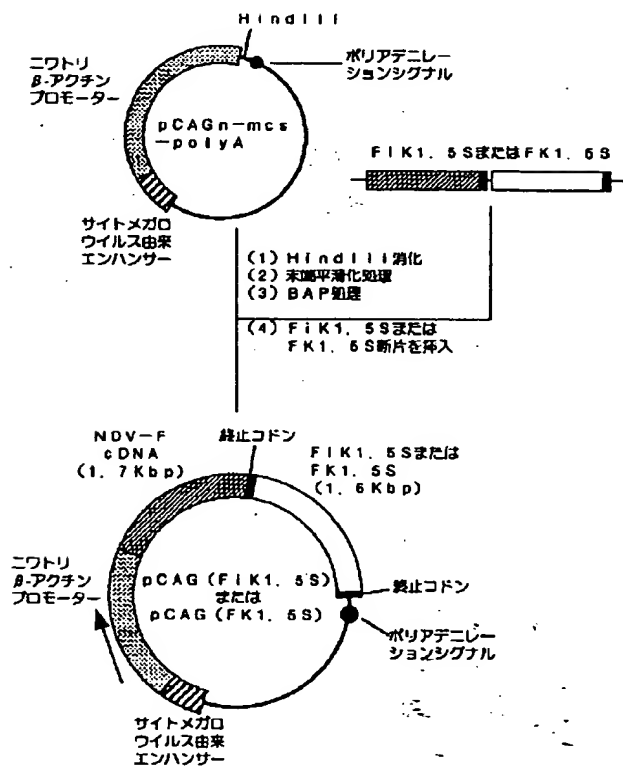 HindIII
ニワトリ
β-アクチン
プロモーター
ポリアデニレー
ションシグナル
pCAGn-mcs
-polyA
サイトメガロ
ウイルス由来
エンハンサー
FiK1.5SまたはFK1.5S
(1) HindIII消化
(2) 末端平滑化処理
(3) BAP処理
(4) FiK1.5Sまたは
FK1.5S断片を挿入
NDV-F
cDNA
(1.7Kbp)
終止コドン
FiK1.5Sまたは
FK1.5S
(1.6Kbp)
ニワトリ
β-アクチン
プロモーター
pCAG(FiK1.5S)
または
pCAG(FK1.5S)
終止コドン
ポリアデニレー
ションシグナル
サイトメガロ
ウイルス由来
エンハンサー